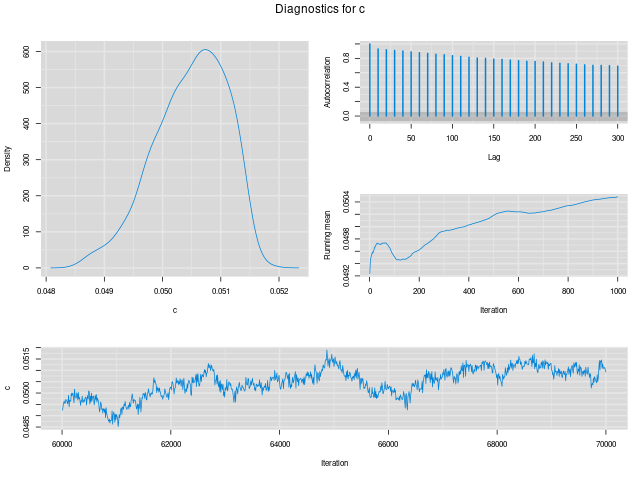 Diagnostics for c
Density
0 100 200 300 400 500 600
0.048 0.049 0.050 0.051 0.052
c
Autocorrelation
0.0 0.4 0.8
0 50 100 150 200 250 300
Lag
Running mean
0.0492 0.0498 0.0504
0 200 400 600 800 1000
Iteration
c
0.0485 0.0500 0.0515
60000 62000 64000 66000 68000 70000
Iteration